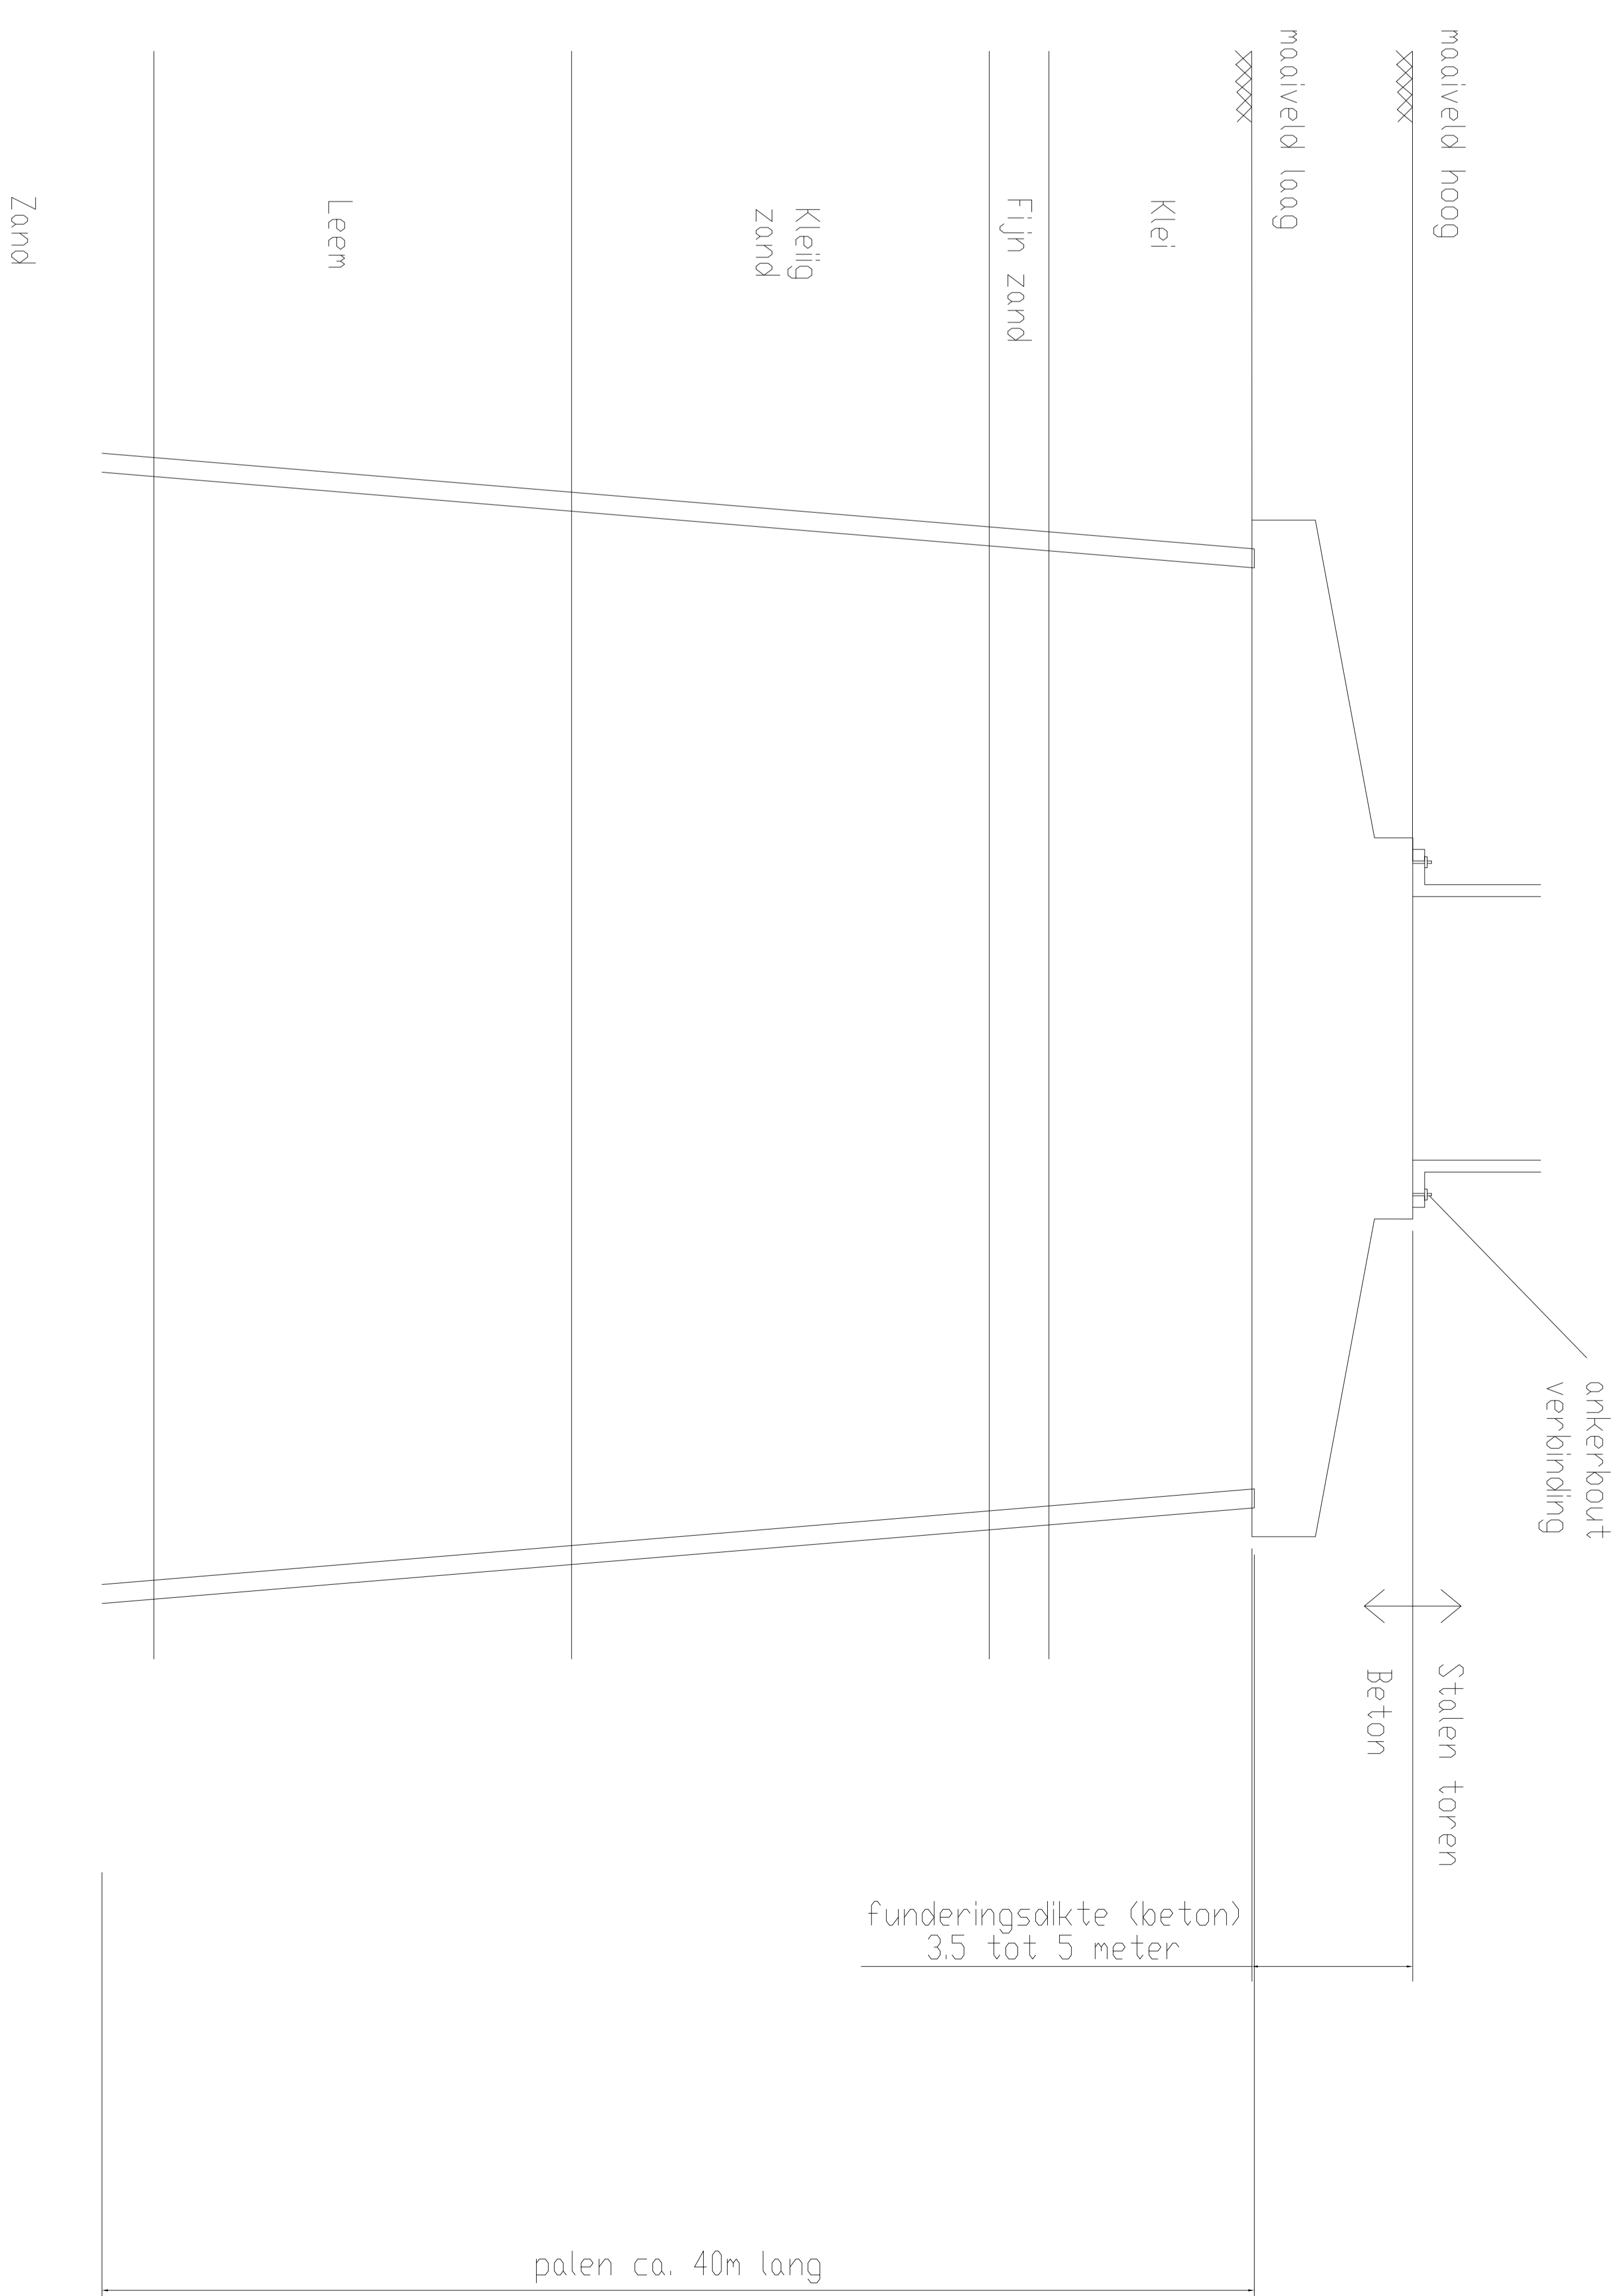 ankerbout
verbinding
maaiveld hoog
Stalen toren
Beton
maaiveld laag
Klei
Fijn zand
Kleiig
zand
Leem
Zand
funderingsdikte (beton)
3.5 tot 5 meter
palen ca. 40m lang